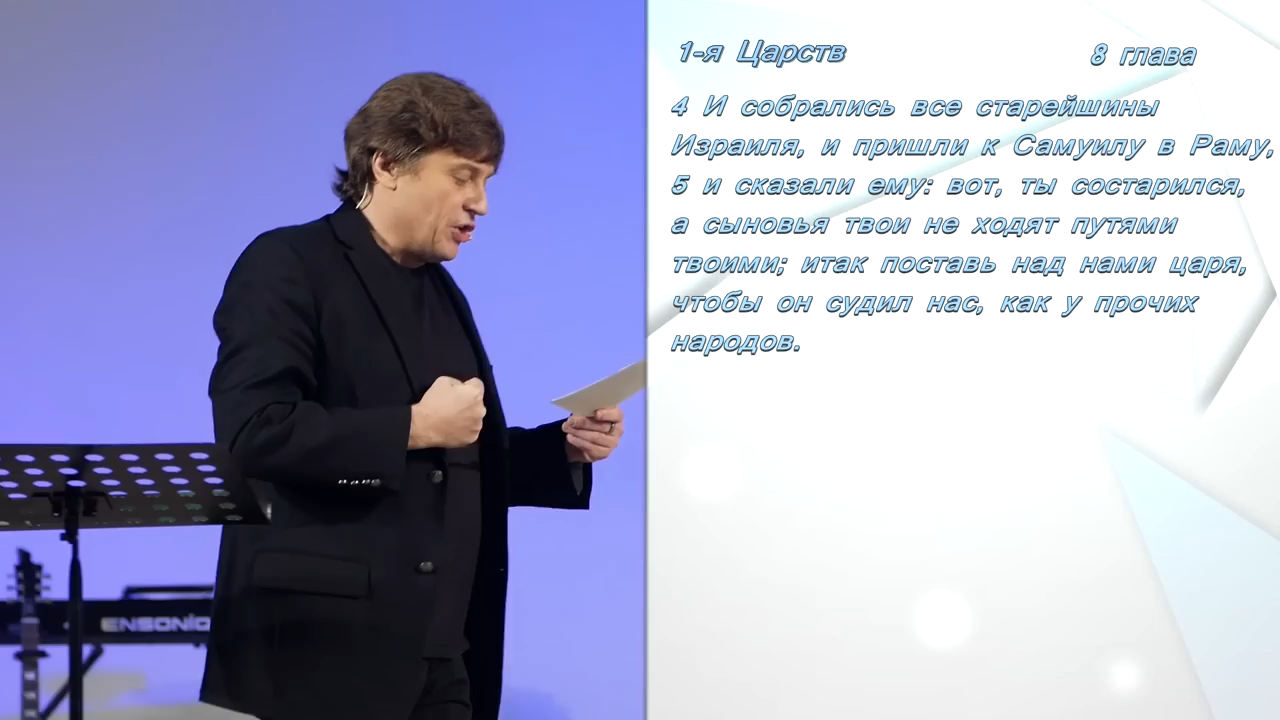 1-я Царств 8 глава
4 И собрались все старейшины
Израиля, и пришли к Самуилу в Раму,
5 и сказали ему: вот, ты состарился,
а сыновья твои не ходят путями
твоими; итак поставь над нами царя,
чтобы он судил нас, как у прочих
народов.
ENSONIQ